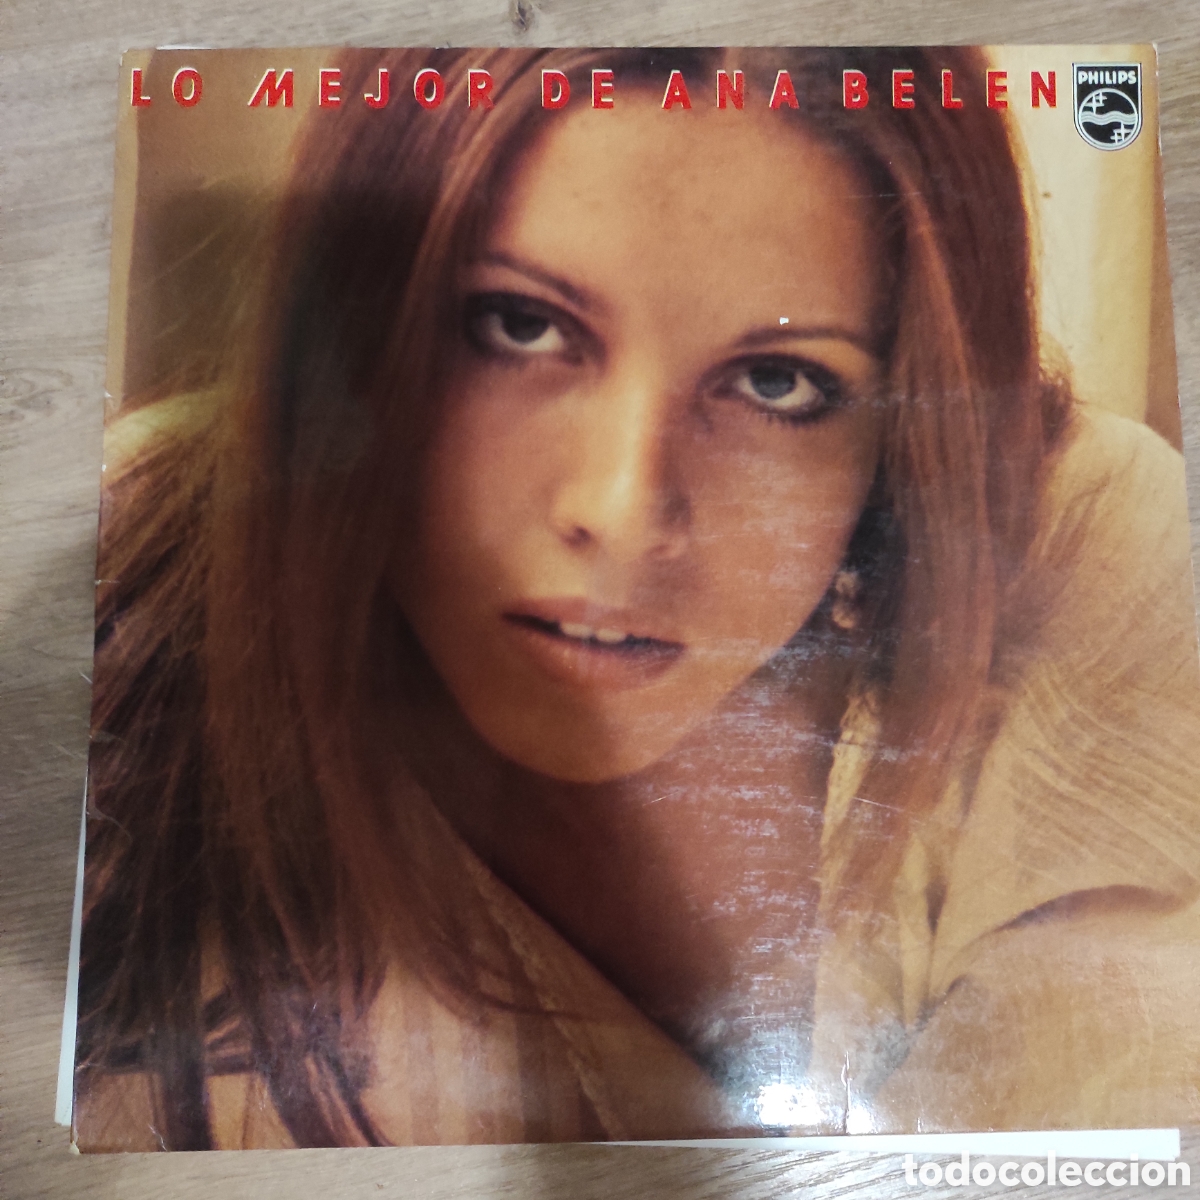 LO MEJOR DE ANA BELEN
PHILIPS
todocoleccion